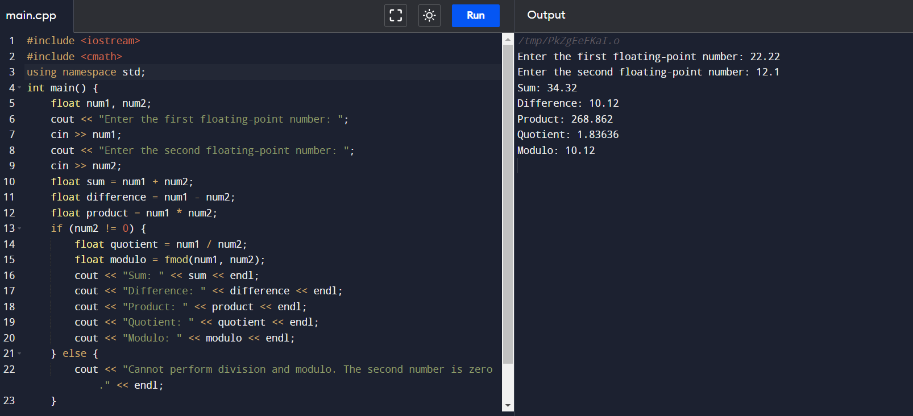 main.cpp
Run
Output
1 #include <iostream>
2 #include <cmath>
3 using namespace std;
4 int main() {
5 float num1, num2;
6 cout << "Enter the first floating-point number: ";
7 cin >> num1;
8 cout << "Enter the second floating-point number: ";
9 cin >> num2;
10 float sum = num1 + num2;
11 float difference = num1 - num2;
12 float product = num1 * num2;
13 if (num2 != 0) {
14 float quotient = num1 / num2;
15 float modulo = fmod(num1, num2);
16 cout << "Sum: " << sum << endl;
17 cout << "Difference: " << difference << endl;
18 cout << "Product: " << product << endl;
19 cout << "Quotient: " << quotient << endl;
20 cout << "Modulo: " << modulo << endl;
21 } else {
22 cout << "Cannot perform division and modulo. The second number is zero
." << endl;
23 }
Enter the first floating-point number: 22.22
Enter the second floating-point number: 12.1
Sum: 34.32
Difference: 10.12
Product: 268.862
Quotient: 1.83636
Modulo: 10.12